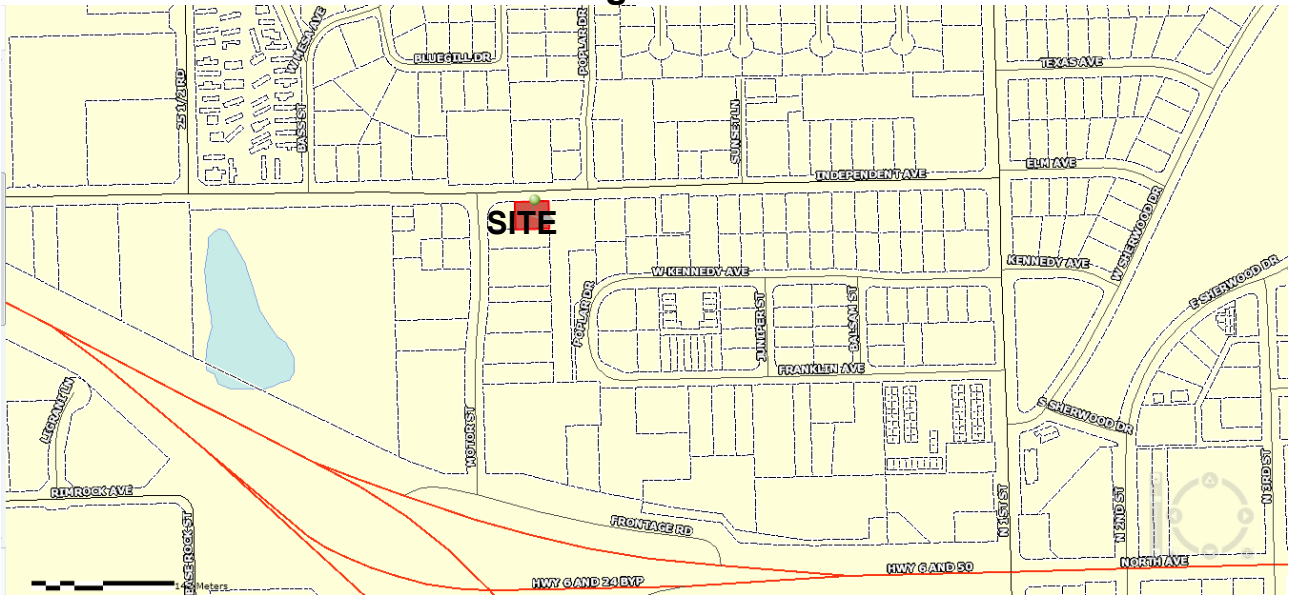 W MESA AVE
POPLAR DR
BLUEGILL DR
TEXAS AVE
25 1/2 RD
BASS ST
SUNSET LN
ELM AVE
INDEPENDENT AVE
SITE
W SHERWOOD DR
KENNEDY AVE
W KENNEDY AVE
E SHERWOOD DR
POPLAR DR
JUNIPER ST
BALSAM ST
FRANKLIN AVE
LIGRANI LN
MOTOR ST
S SHERWOOD DR
RIMROCK AVE
N 1ST ST
N 2ND ST
N 3RD ST
FRONTAGE RD
NORTH AVE
HWY 6 AND 50
HWY 6 AND 24 BYP
Meters